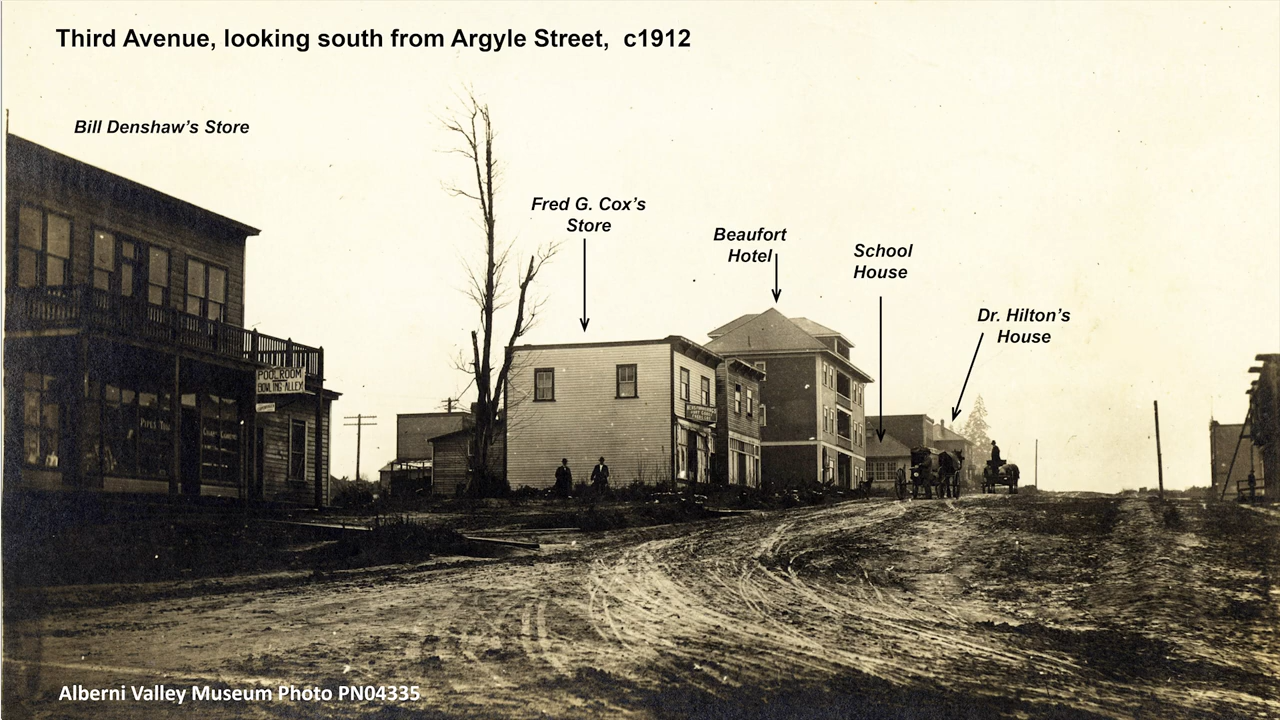 Third Avenue, looking south from Argyle Street, c1912
Bill Denshaw's Store
Fred G. Cox's
Store
Beaufort
Hotel
School
House
Dr. Hilton's
House
POOL ROOM
BOWLING ALLEY
Alberni Valley Museum Photo PN04335